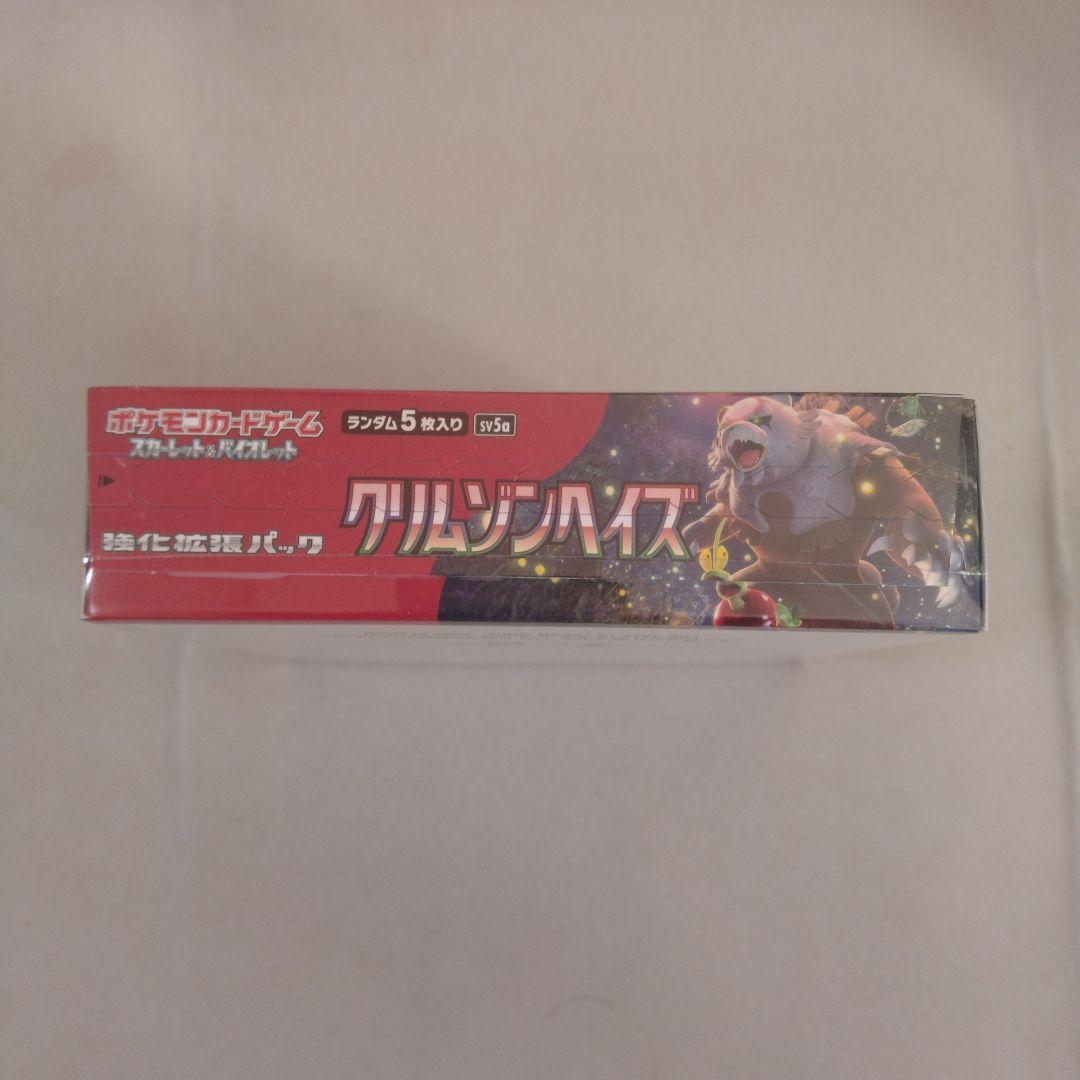 ポケモンカードゲーム
スカーレット&バイオレット
ランダム5枚入り
sv5a
クリムゾンヘイズ
強化拡張パック